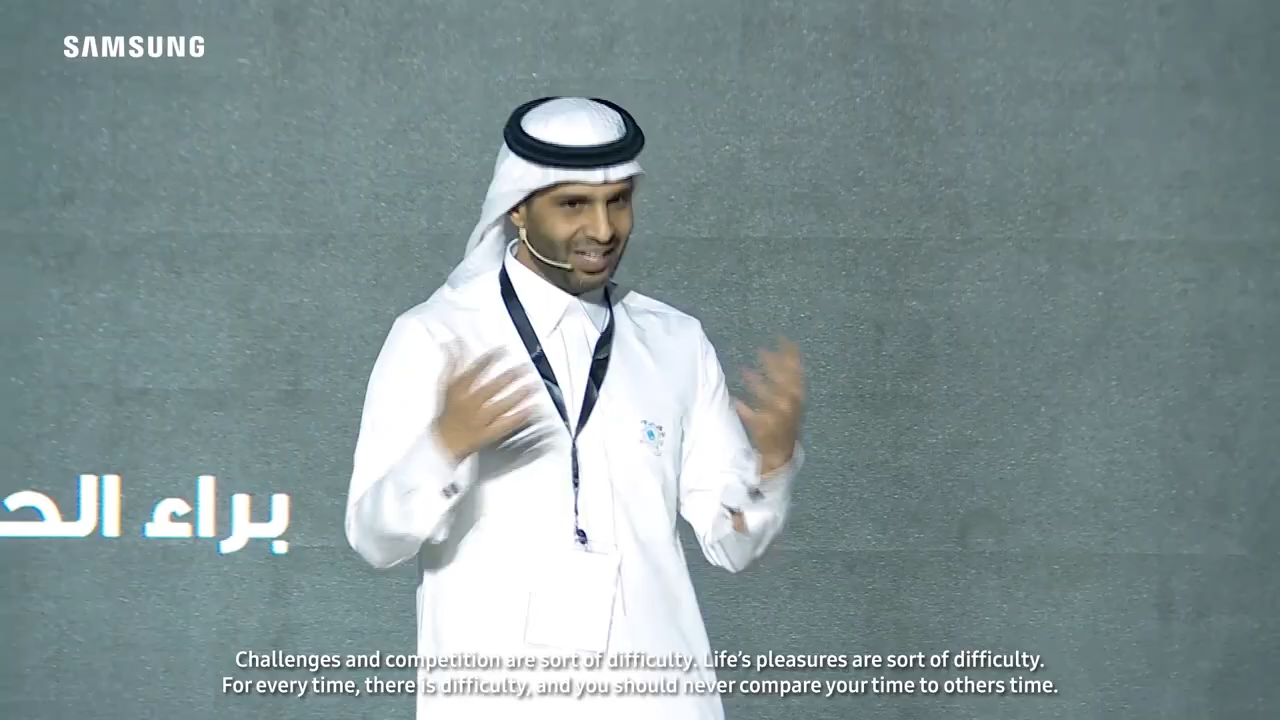 SAMSUNG
براء الحـ
Challenges and competition are sort of difficulty. Life's pleasures are sort of difficulty.
For every time, there is difficulty, and you should never compare your time to others time.